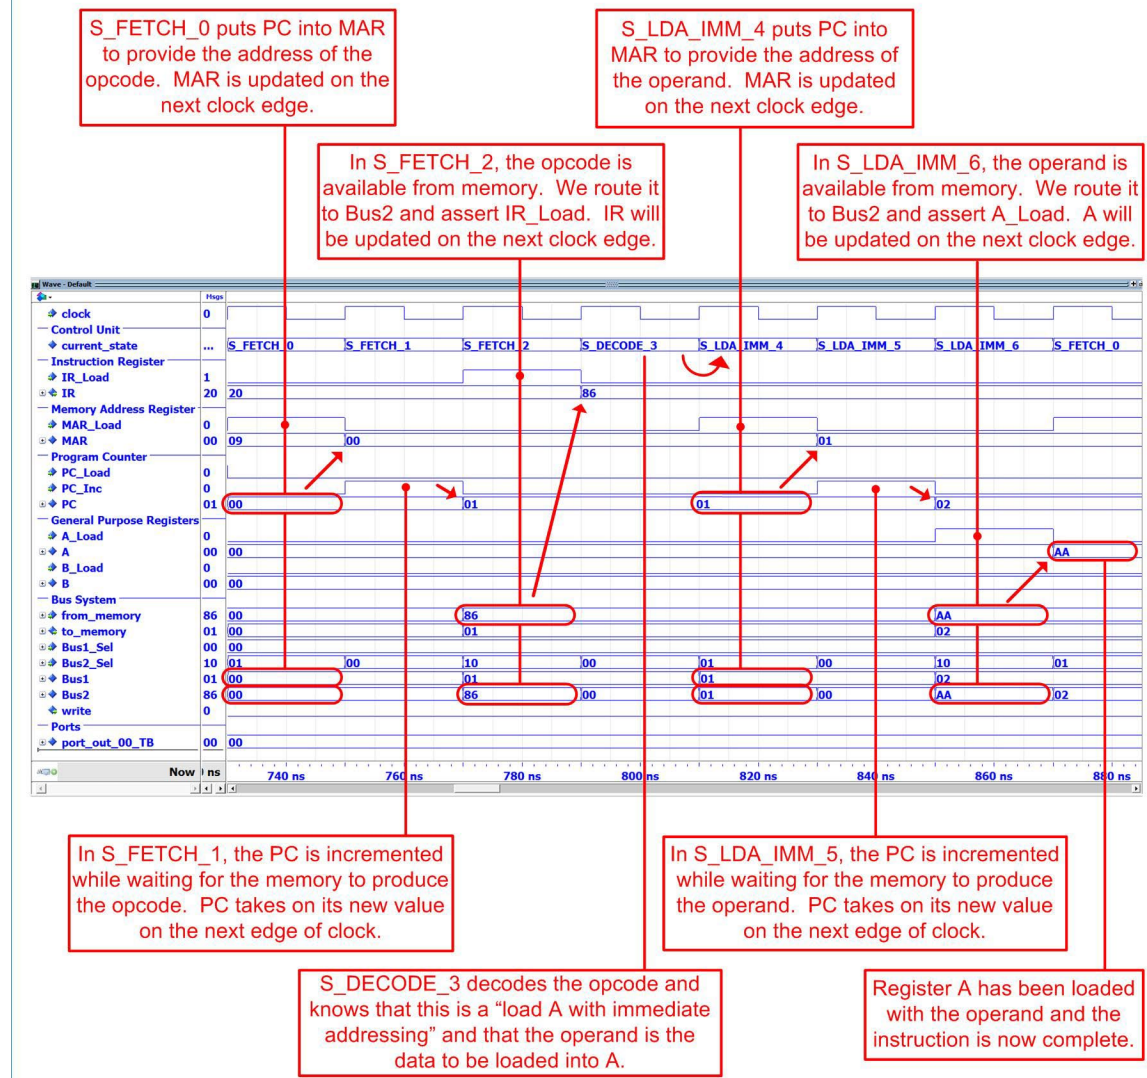 S_FETCH_0 puts PC into MAR
to provide the address of the
opcode. MAR is updated on the
next clock edge.
S_LDA_IMM_4 puts PC into
MAR to provide the address of
the operand. MAR is updated
on the next clock edge.
In S_FETCH_2, the opcode is
available from memory. We route it
to Bus2 and assert IR_Load. IR will
be updated on the next clock edge.
In S_LDA_IMM_6, the operand is
available from memory. We route it
to Bus2 and assert A_Load. A will
be updated on the next clock edge.
Wave - Default
Msgs
clock 0
Control Unit
current_state ... S_FETCH_0 S_FETCH_1 S_FETCH_2 S_DECODE_3 S_LDA_IMM_4 S_LDA_IMM_5 S_LDA_IMM_6 S_FETCH_0
Instruction Register
IR_Load 1
IR 20 20 86
Memory Address Register
MAR_Load 0
MAR 00 09 00 01
Program Counter
PC_Load 0
PC_Inc 0
PC 01 00 01 01 02
General Purpose Registers
A_Load 0
A 00 00 AA
B_Load 0
B 00 00
Bus System
from_memory 86 00 86 AA
to_memory 01 00 01 02
Bus1_Sel 00 00
Bus2_Sel 10 01 00 10 00 01 00 10 01
Bus1 01 00 01 01 02
Bus2 86 00 86 00 01 00 AA 02
write 0
Ports
port_out_00_TB 00 00
Now ns 740 ns 760 ns 780 ns 800 ns 820 ns 840 ns 860 ns 880 ns
In S_FETCH_1, the PC is incremented
while waiting for the memory to produce
the opcode. PC takes on its new value
on the next edge of clock.
In S_LDA_IMM_5, the PC is incremented
while waiting for the memory to produce
the operand. PC takes on its new value
on the next edge of clock.
S_DECODE_3 decodes the opcode and
knows that this is a “load A with immediate
addressing” and that the operand is the
data to be loaded into A.
Register A has been loaded
with the operand and the
instruction is now complete.